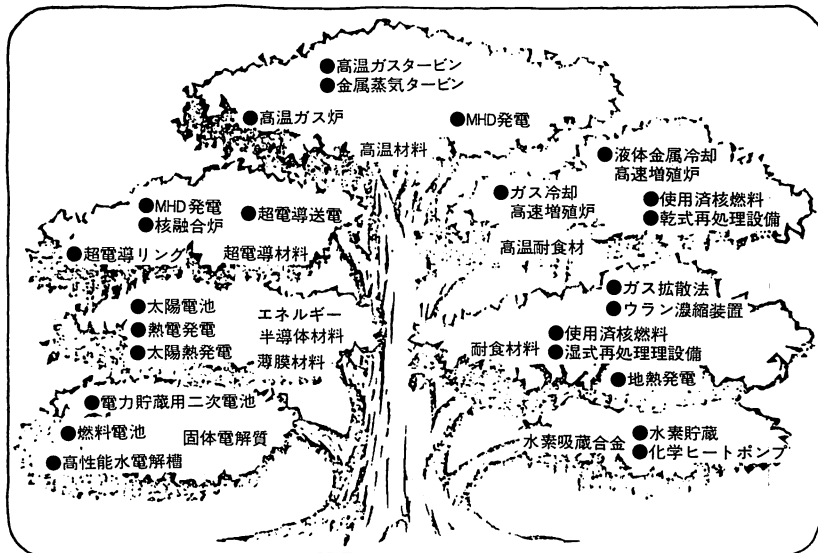 ●高温ガスタービン
●金属蒸気タービン
●高温ガス炉
●MHD発電
高温材料
●液体金属冷却
高速増殖炉
●ガス冷却
高速増殖炉
●使用済核燃料
●乾式再処理設備
高温耐食材
●MHD発電
●核融合炉
●超電導送電
●超電導リング
超電導材料
●太陽電池
●熱電発電
●太陽熱発電
エネルギー
半導体材料
薄膜材料
●ガス拡散法
●ウラン濃縮装置
●使用済核燃料
●湿式再処理理設備
耐食材料
●地熱発電
●電力貯蔵用二次電池
●燃料電池
固体電解質
●高性能水電解槽
水素吸蔵合金
●水素貯蔵
●化学ヒートポンプ